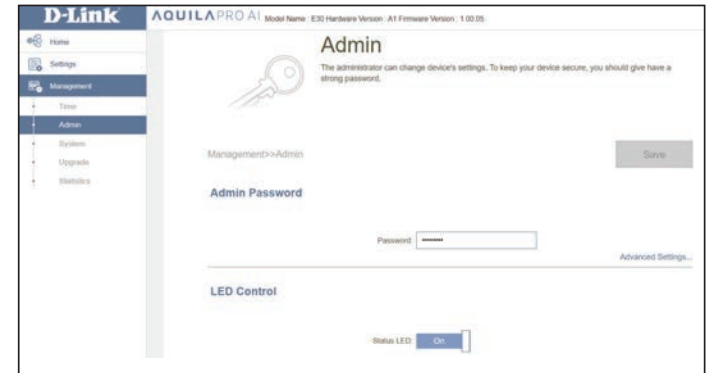 D-Link
AQUILA PRO AI Model Name : E30 Hardware Version : A1 Firmware Version : 1.00.05
Home
Settings
Management
Time
Admin
System
Upgrade
Statistics
Admin
The administrator can change device's settings. To keep your device secure, you should give have a
strong password.
Management>>Admin
Save
Admin Password
Password
Advanced Settings...
LED Control
Status LED: On